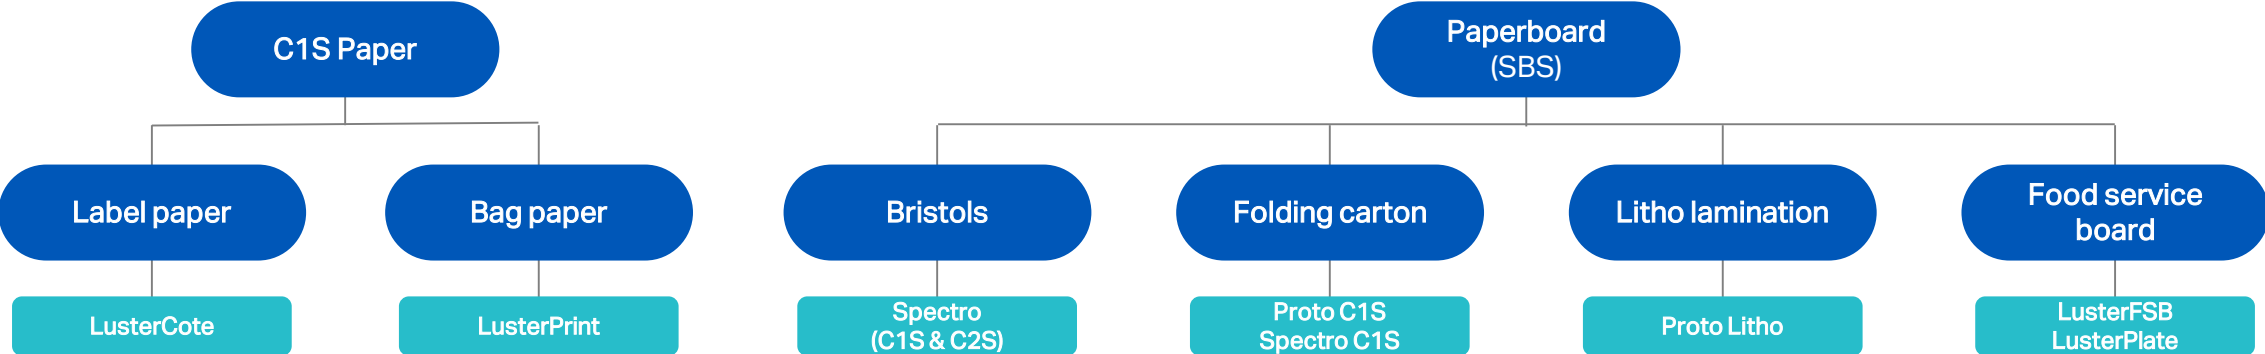 C1S Paper
Paperboard
(SBS)
Label paper
Bag paper
Bristols
Folding carton
Litho lamination
Food service
board
LusterCote
LusterPrint
Spectro
(C1S & C2S)
Proto C1S
Spectro C1S
Proto Litho
LusterFSB
LusterPlate